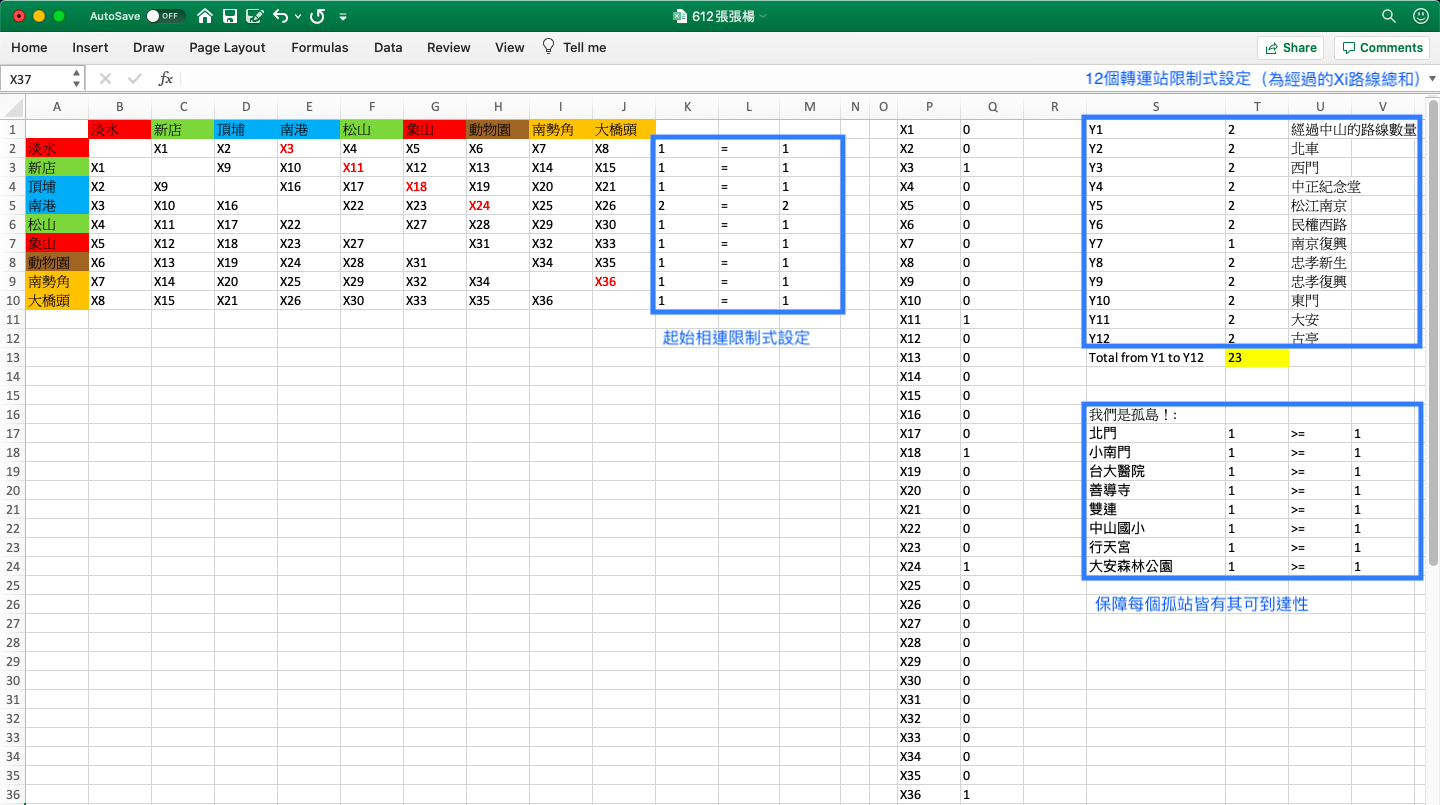 AutoSave OFF 612張張楊
Home Insert Draw Page Layout Formulas Data Review View Tell me Share Comments
X37 fx 12個轉運站限制式設定（為經過的Xi路線總和）
A B C D E F G H I J K L M N O P Q R S T U V
1 淡水 新店 頂埔 南港 松山 象山 動物園 南勢角 大橋頭 X1 0 Y1 2 經過中山的路線數量
2 淡水 X1 X2 X3 X4 X5 X6 X7 X8 1 = 1 X2 0 Y2 2 北車
3 新店 X1 X9 X10 X11 X12 X13 X14 X15 1 = 1 X3 1 Y3 2 西門
4 頂埔 X2 X9 X16 X17 X18 X19 X20 X21 1 = 1 X4 0 Y4 2 中正紀念堂
5 南港 X3 X10 X16 X22 X23 X24 X25 X26 2 = 2 X5 0 Y5 2 松江南京
6 松山 X4 X11 X17 X22 X27 X28 X29 X30 1 = 1 X6 0 Y6 2 民權西路
7 象山 X5 X12 X18 X23 X27 X31 X32 X33 1 = 1 X7 0 Y7 1 南京復興
8 動物園 X6 X13 X19 X24 X28 X31 X34 X35 1 = 1 X8 0 Y8 2 忠孝新生
9 南勢角 X7 X14 X20 X25 X29 X32 X34 X36 1 = 1 X9 0 Y9 2 忠孝復興
10 大橋頭 X8 X15 X21 X26 X30 X33 X35 X36 1 = 1 X10 0 Y10 2 東門
11 X11 1 Y11 2 大安
12 起始相連限制式設定 X12 0 Y12 2 古亭
13 X13 0 Total from Y1 to Y12 23
14 X14 0
15 X15 0
16 X16 0 我們是孤島！:
17 X17 0 北門 1 >= 1
18 X18 1 小南門 1 >= 1
19 X19 0 台大醫院 1 >= 1
20 X20 0 善導寺 1 >= 1
21 X21 0 雙連 1 >= 1
22 X22 0 中山國小 1 >= 1
23 X23 0 行天宮 1 >= 1
24 X24 1 大安森林公園 1 >= 1
25 X25 0
26 X26 0 保障每個孤站皆有其可到達性
27 X27 0
28 X28 0
29 X29 0
30 X30 0
31 X31 0
32 X32 0
33 X33 0
34 X34 0
35 X35 0
36 X36 1